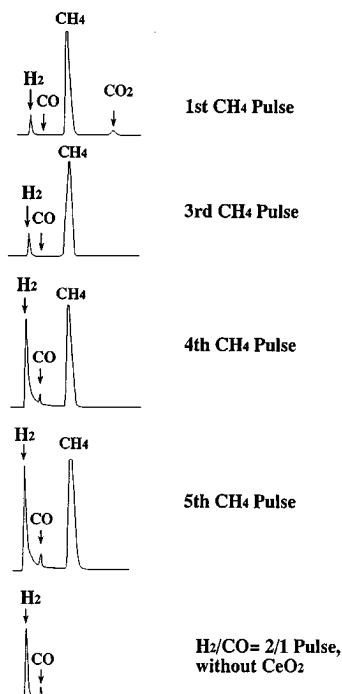 CH4
H2
CO
CO2
1st CH4 Pulse
CH4
H2
CO
3rd CH4 Pulse
H2
CH4
CO
4th CH4 Pulse
H2
CH4
CO
5th CH4 Pulse
H2
CO
H2/CO= 2/1 Pulse,
without CeO2